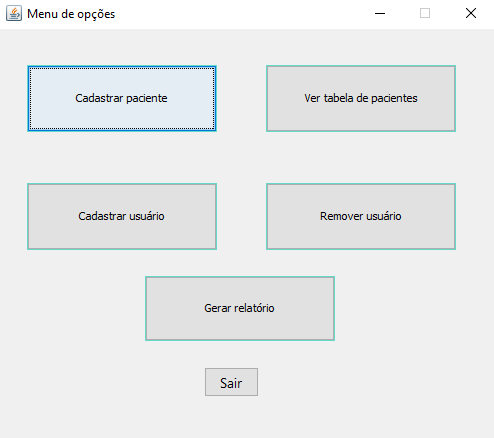 Menu de opções
Cadastrar paciente
Ver tabela de pacientes
Cadastrar usuário
Remover usuário
Gerar relatório
Sair